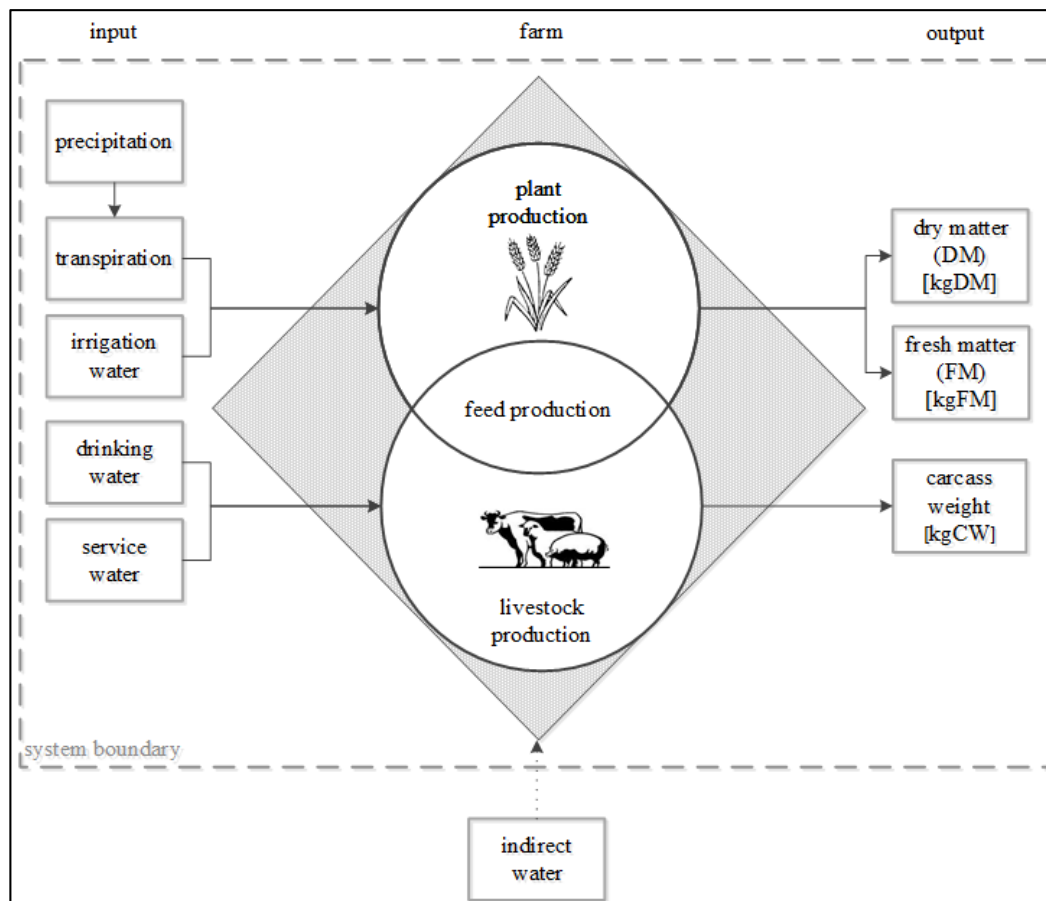 input
farm
output
precipitation
transpiration
irrigation
water
drinking
water
service
water
plant
production
feed production
livestock
production
dry matter
(DM)
[kgDM]
fresh matter
(FM)
[kgFM]
carcass
weight
[kgCW]
system boundary
indirect
water